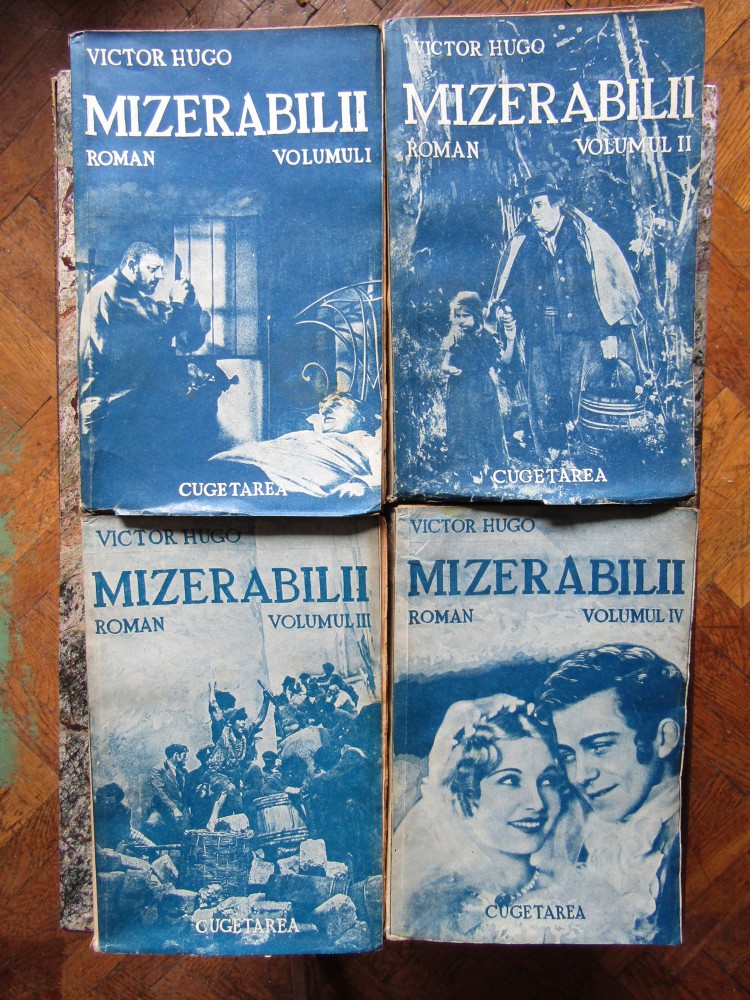 VICTOR HUGO
MIZERABILII
ROMAN VOLUMUL I
CUGETAREA
VICTOR HUGO
MIZERABILII
ROMAN VOLUMUL II
CUGETAREA
VICTOR HUGO
MIZERABILII
ROMAN VOLUMUL III
CUGETAREA
VICTOR HUGO
MIZERABILII
ROMAN VOLUMUL IV
CUGETAREA